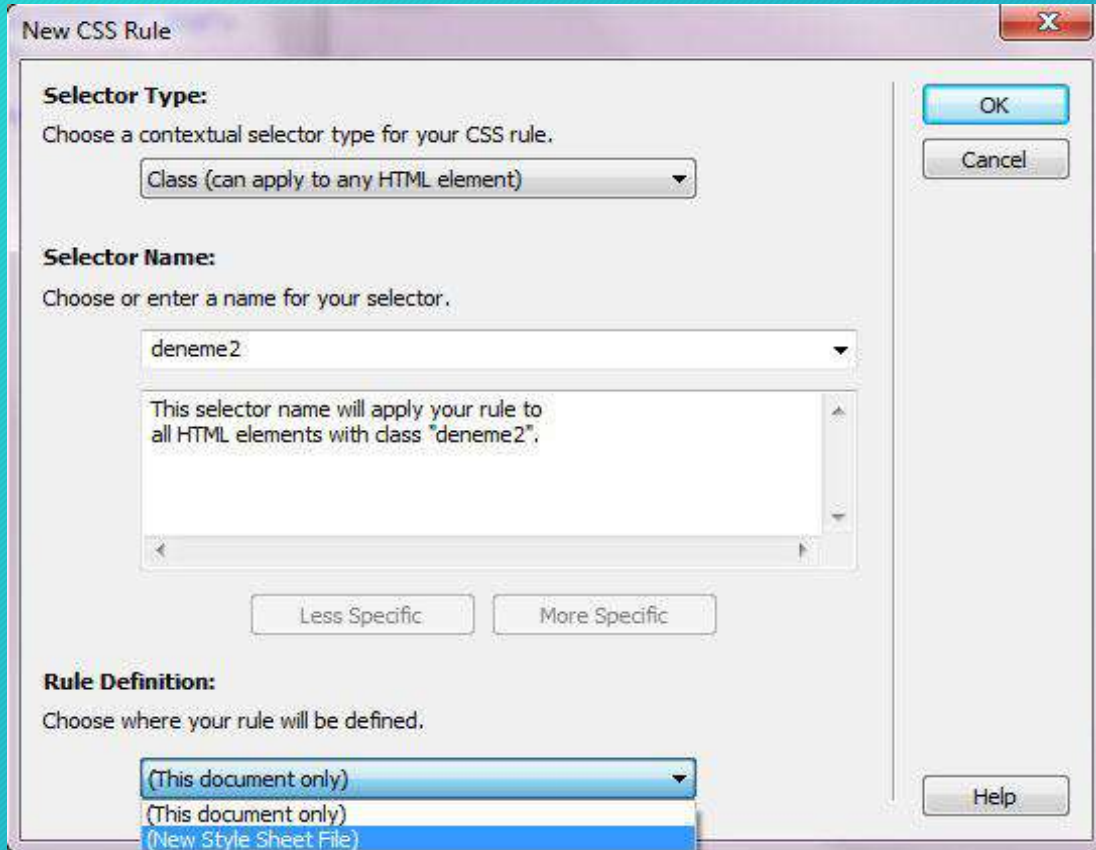 New CSS Rule
Selector Type:
OK
Choose a contextual selector type for your CSS rule.
Class (can apply to any HTML element)
Cancel
Selector Name:
Choose or enter a name for your selector.
deneme2
This selector name will apply your rule to
all HTML elements with class "deneme2".
Less Specific
More Specific
Rule Definition:
Choose where your rule will be defined.
(This document only)
Help
(This document only)
(New Style Sheet File)